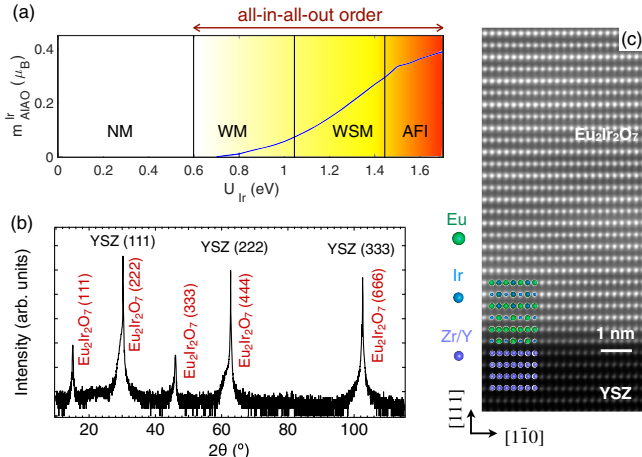 (a)
all-in-all-out order
m^Ir_AIAO (μ_B)
0.4
0.2
0
NM
WM
WSM
AFI
0 0.2 0.4 0.6 0.8 1 1.2 1.4 1.6
U_Ir (eV)
(b)
Intensity (arb. units)
YSZ (111)
YSZ (222)
YSZ (333)
Eu₂Ir₂O₇ (111)
Eu₂Ir₂O₇ (222)
Eu₂Ir₂O₇ (333)
Eu₂Ir₂O₇ (444)
Eu₂Ir₂O₇ (666)
20 40 60 80 100
2θ (º)
(c)
Eu₂Ir₂O₇
Eu
Ir
Zr/Y
1 nm
YSZ
[111]
[11̄0]